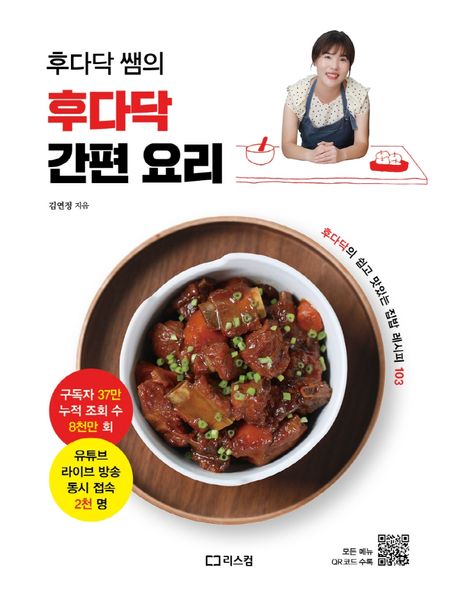 후다닥 쌤의
후다닥
간편 요리
김연정 지음
후다닥의 쉽고 맛있는 집밥 레시피 103
구독자 37만
누적 조회 수
8천만 회
유튜브
라이브 방송
동시 접속
2천 명
리스컴
모든 메뉴
QR 코드 수록